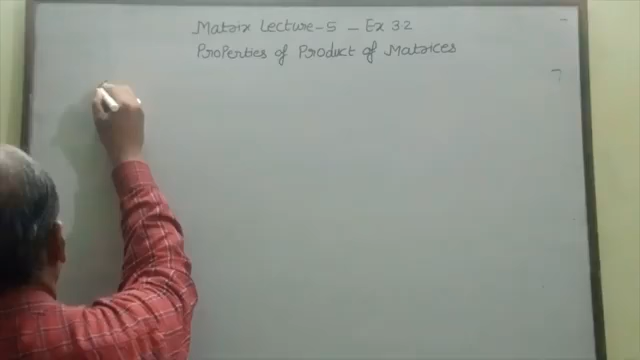 Matrix Lecture-5 - Ex 3.2
Properties of Product of Matrices